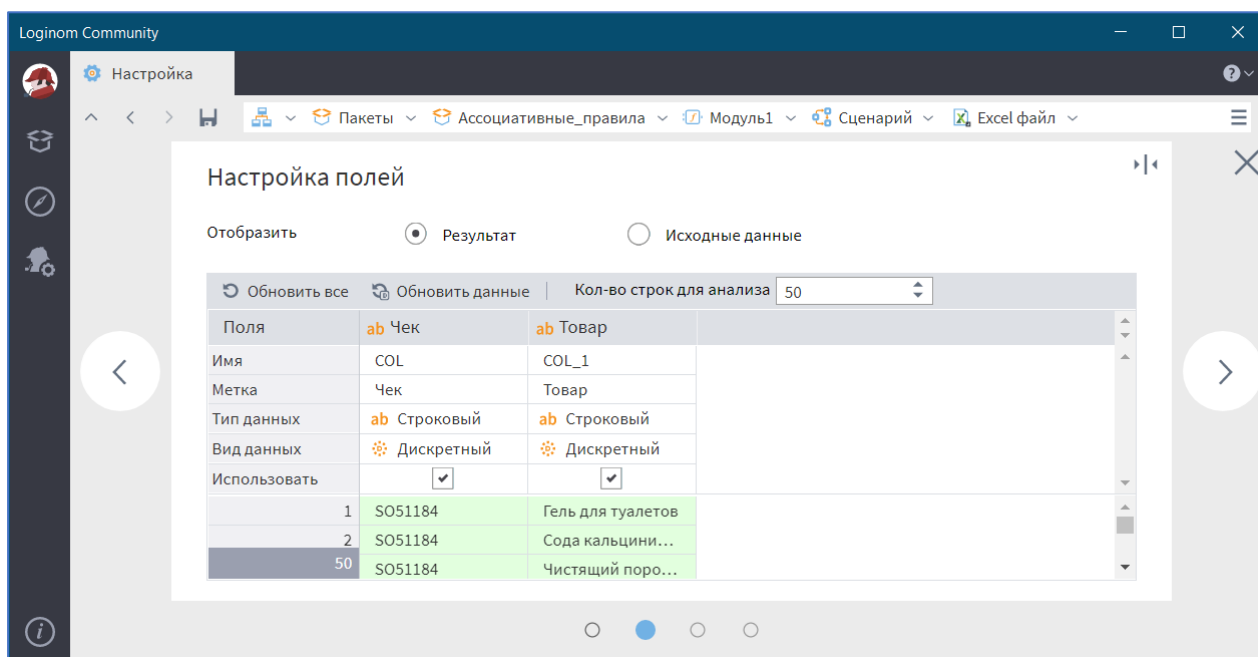 Loginom Community
Настройка
Пакеты Ассоциативные_правила Модуль1 Сценарий Excel файл
Настройка полей
Отобразить Результат Исходные данные
Обновить все Обновить данные Кол-во строк для анализа 50
Поля ab Чек ab Товар
Имя COL COL_1
Метка Чек Товар
Тип данных ab Строковый ab Строковый
Вид данных Дискретный Дискретный
Использовать
1 SO51184 Гель для туалетов
2 SO51184 Сода кальцини...
50 SO51184 Чистящий поро...